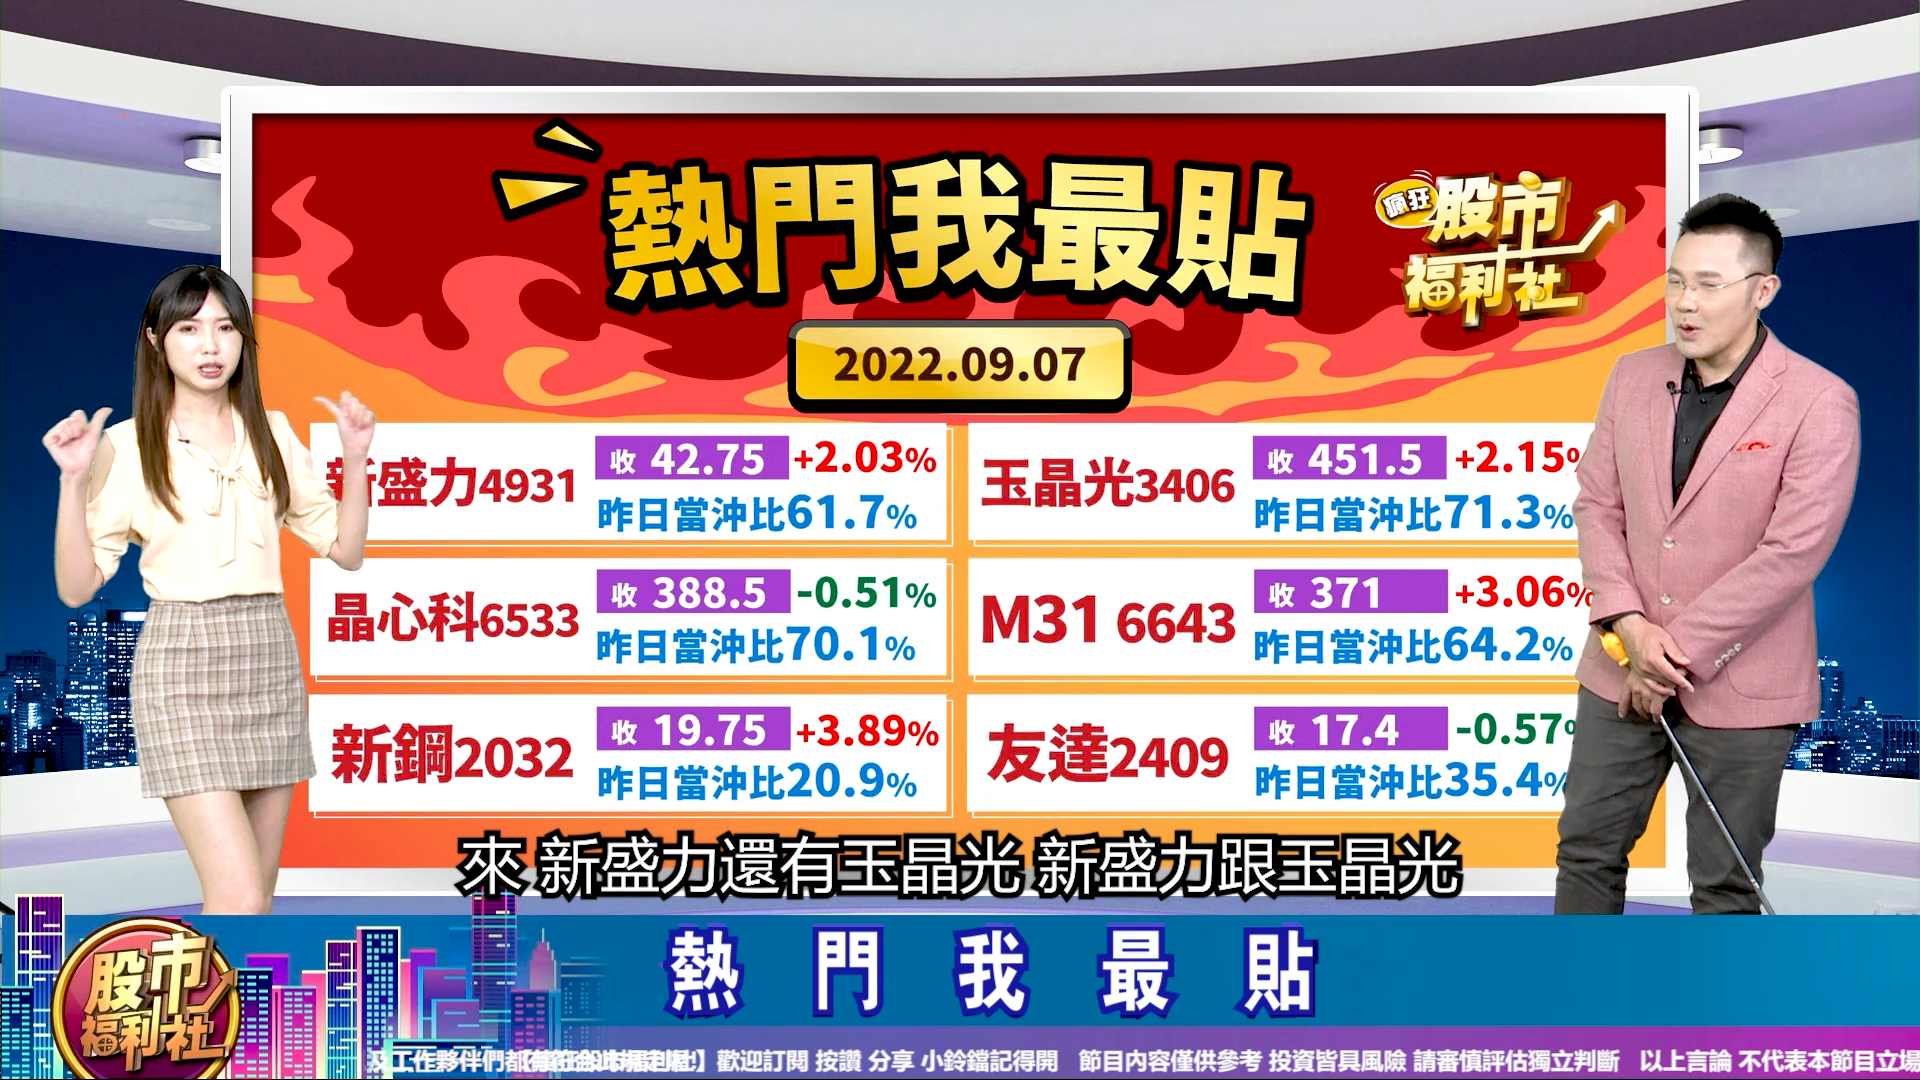 熱門我最貼
瘋狂
股市
福利社
2022.09.07
新盛力4931 收 42.75 +2.03%
昨日當沖比61.7%
玉晶光3406 收 451.5 +2.15%
昨日當沖比71.3%
晶心科6533 收 388.5 -0.51%
昨日當沖比70.1%
M31 6643 收 371 +3.06%
昨日當沖比64.2%
新鋼2032 收 19.75 +3.89%
昨日當沖比20.9%
友達2409 收 17.4 -0.57%
昨日當沖比35.4%
來 新盛力還有玉晶光 新盛力跟玉晶光
熱門我最貼
股市
福利社
及工作夥伴們都 】歡迎訂閱 按讚 分享 小鈴鐺記得開 節目內容僅供參考 投資皆具風險 請審慎評估獨立判斷 以上言論 不代表本節目立場